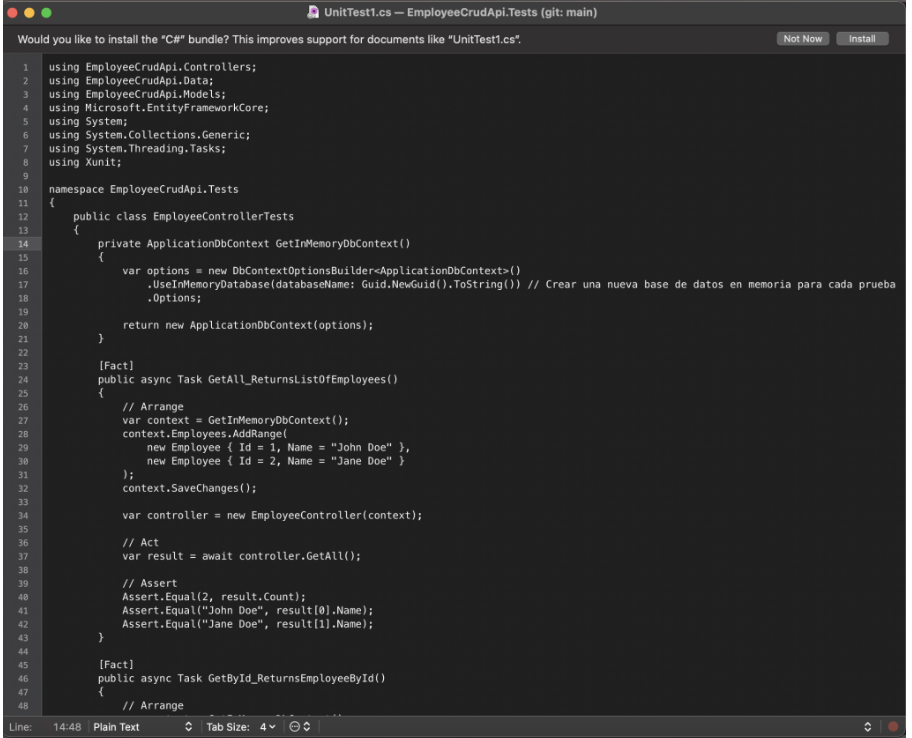 UnitTest1.cs — EmployeeCrudApi.Tests (git: main)
Would you like to install the “C#” bundle? This improves support for documents like “UnitTest1.cs”. Not Now Install
1 using EmployeeCrudApi.Controllers;
2 using EmployeeCrudApi.Data;
3 using EmployeeCrudApi.Models;
4 using Microsoft.EntityFrameworkCore;
5 using System;
6 using System.Collections.Generic;
7 using System.Threading.Tasks;
8 using Xunit;
9
10 namespace EmployeeCrudApi.Tests
11 {
12     public class EmployeeControllerTests
13     {
14         private ApplicationDbContext GetInMemoryDbContext()
15         {
16             var options = new DbContextOptionsBuilder<ApplicationDbContext>()
17                 .UseInMemoryDatabase(databaseName: Guid.NewGuid().ToString()) // Crear una nueva base de datos en memoria para cada prueba
18                 .Options;
19
20             return new ApplicationDbContext(options);
21         }
22
23         [Fact]
24         public async Task GetAll_ReturnsListOfEmployees()
25         {
26             // Arrange
27             var context = GetInMemoryDbContext();
28             context.Employees.AddRange(
29                 new Employee { Id = 1, Name = "John Doe" },
30                 new Employee { Id = 2, Name = "Jane Doe" }
31             );
32             context.SaveChanges();
33
34             var controller = new EmployeeController(context);
35
36             // Act
37             var result = await controller.GetAll();
38
39             // Assert
40             Assert.Equal(2, result.Count);
41             Assert.Equal("John Doe", result[0].Name);
42             Assert.Equal("Jane Doe", result[1].Name);
43         }
44
45         [Fact]
46         public async Task GetById_ReturnsEmployeeById()
47         {
48             // Arrange
Line: 14:48 Plain Text Tab Size: 4